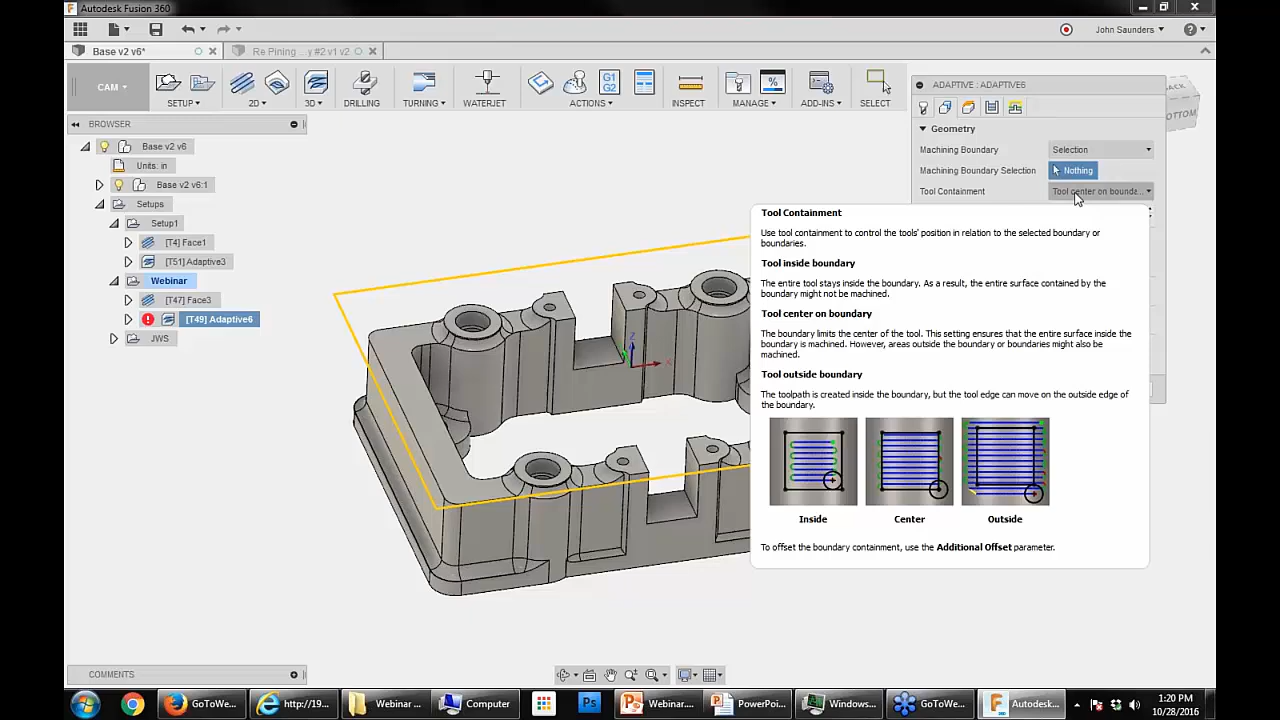 Autodesk Fusion 360
John Saunders
Base v2 v6*
Re Pining ... y #2 v1 v2
CAM
SETUP
2D
3D
DRILLING
TURNING
WATERJET
G1
G2
ACTIONS
INSPECT
%
MANAGE
ADD-INS
SELECT
BROWSER
Base v2 v6
Units: in
Base v2 v6:1
Setups
Setup1
[T4] Face1
[T51] Adaptive3
Webinar
[T47] Face3
[T49] Adaptive6
JWS
ADAPTIVE : ADAPTIVE6
BACK
BOTTOM
Geometry
Machining Boundary
Selection
Machining Boundary Selection
Nothing
Tool Containment
Tool center on bounda...
Tool Containment
Use tool containment to control the tools' position in relation to the selected boundary or
boundaries.
Tool inside boundary
The entire tool stays inside the boundary. As a result, the entire surface contained by the
boundary might not be machined.
Tool center on boundary
The boundary limits the center of the tool. This setting ensures that the entire surface inside the
boundary is machined. However, areas outside the boundary or boundaries might also be
machined.
Tool outside boundary
The toolpath is created inside the boundary, but the tool edge can move on the outside edge of
the boundary.
Inside
Center
Outside
To offset the boundary containment, use the Additional Offset parameter.
Z
X
COMMENTS
GoToWe...
http://19...
Webinar ...
Computer
Ps
Webinar....
PowerPoi...
Windows...
GoToWe...
Autodesk...
1:20 PM
10/28/2016